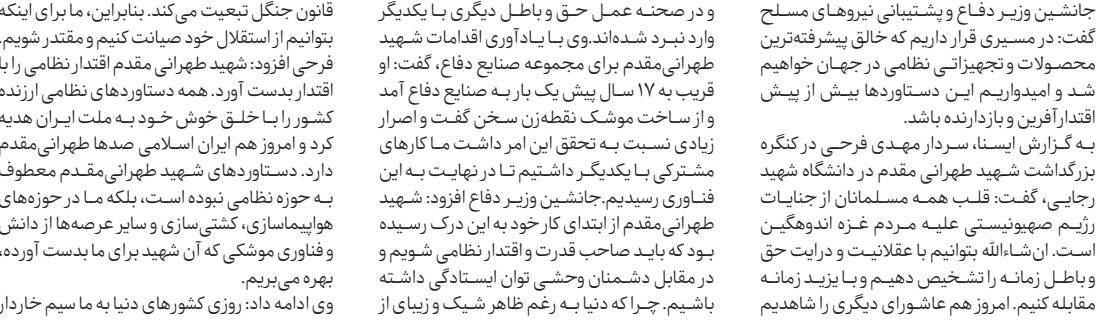 جانشین وزیر دفاع و پشتیبانی نیروهای مسلح
گفت: در مسیری قرار داریم که خالق پیشرفته‌ترین
محصولات و تجهیزاتی نظامی در جهان خواهیم
شد و امیدواریم این دستاوردها بیش از پیش
اقتدارآفرین و بازدارنده باشد.
به گزارش ایسنا، سردار مهدی فرحی در کنگره
بزرگداشت شهید طهرانی مقدم در دانشگاه شهید
رجایی، گفت: قلب همه مسلمانان از جنایات
رژیم صهیونیستی علیه مردم غزه اندوهگین
است. ان‌شاءالله بتوانیم با عقلانیت و درایت حق
و باطل زمانه را تشخیص دهیم و با یزید زمانه
مقابله کنیم. امروز هم عاشورای دیگری را شاهدیم
و در صحنه عمل حق و باطل دیگری با یکدیگر
وارد نبرد شده‌اند.وی با یادآوری اقدامات شهید
طهرانی‌مقدم برای مجموعه صنایع دفاع، گفت: او
قریب به ۱۷ سال پیش یک بار به صنایع دفاع آمد
و از ساخت موشک نقطه‌زن سخن گفت و اصرار
زیادی نسبت به تحقق این امر داشت ما کارهای
مشترکی با یکدیگر داشتیم تا در نهایت به این
فناوری رسیدیم.جانشین وزیر دفاع افزود: شهید
طهرانی‌مقدم از ابتدای کار خود به این درک رسیده
بود که باید صاحب قدرت و اقتدار نظامی شویم و
در مقابل دشمنان وحشی توان ایستادگی داشته
باشیم. چرا که دنیا به رغم ظاهر شیک و زیبای از
قانون جنگل تبعیت می‌کند. بنابراین، ما برای اینکه
بتوانیم از استقلال خود صیانت کنیم و مقتدر شویم.
فرحی افزود: شهید طهرانی مقدم اقتدار نظامی را با
اقتدار بدست آورد. همه دستاوردهای نظامی ارزنده
کشور را با خلق خوش خود به ملت ایران هدیه
کرد و امروز هم ایران اسلامی صدها طهرانی‌مقدم
دارد. دستاوردهای شهید طهرانی‌مقدم معطوف
به حوزه نظامی نبوده است، بلکه ما در حوزه‌های
هواپیماسازی، کشتی‌سازی و سایر عرصه‌ها از دانش
و فناوری موشکی که آن شهید برای ما بدست آورده،
بهره می‌بریم.
وی ادامه داد: روزی کشورهای دنیا به ما سیم خاردار